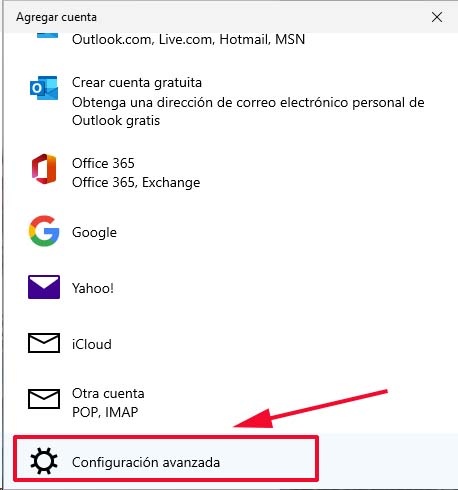 Agregar cuenta
Outlook.com, Live.com, Hotmail, MSN
Crear cuenta gratuita
Obtenga una dirección de correo electrónico personal de
Outlook gratis
Office 365
Office 365, Exchange
Google
Yahoo!
iCloud
Otra cuenta
POP, IMAP
Configuración avanzada